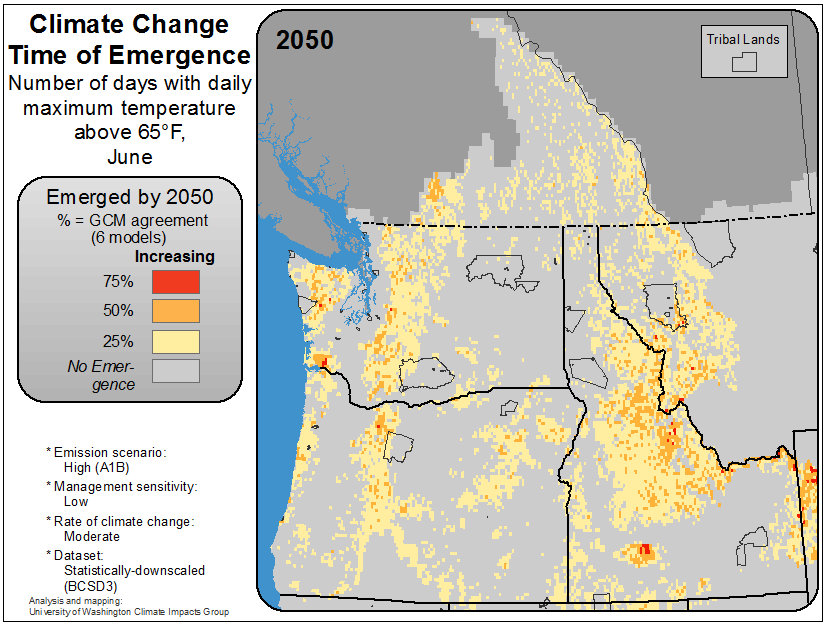 Climate Change
Time of Emergence
Number of days with daily
maximum temperature
above 65°F,
June
Emerged by 2050
% = GCM agreement
(6 models)
Increasing
75%
50%
25%
No Emer-
gence
* Emission scenario:
High (A1B)
* Management sensitivity:
Low
* Rate of climate change:
Moderate
* Dataset:
Statistically-downscaled
(BCSD3)
Analysis and mapping:
University of Washington Climate Impacts Group
2050
Tribal Lands